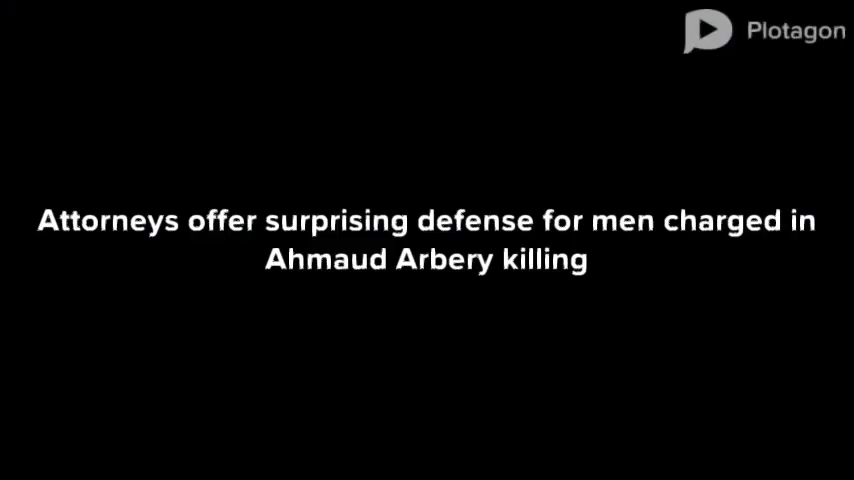 Plotagon
Attorneys offer surprising defense for men charged in
Ahmaud Arbery killing